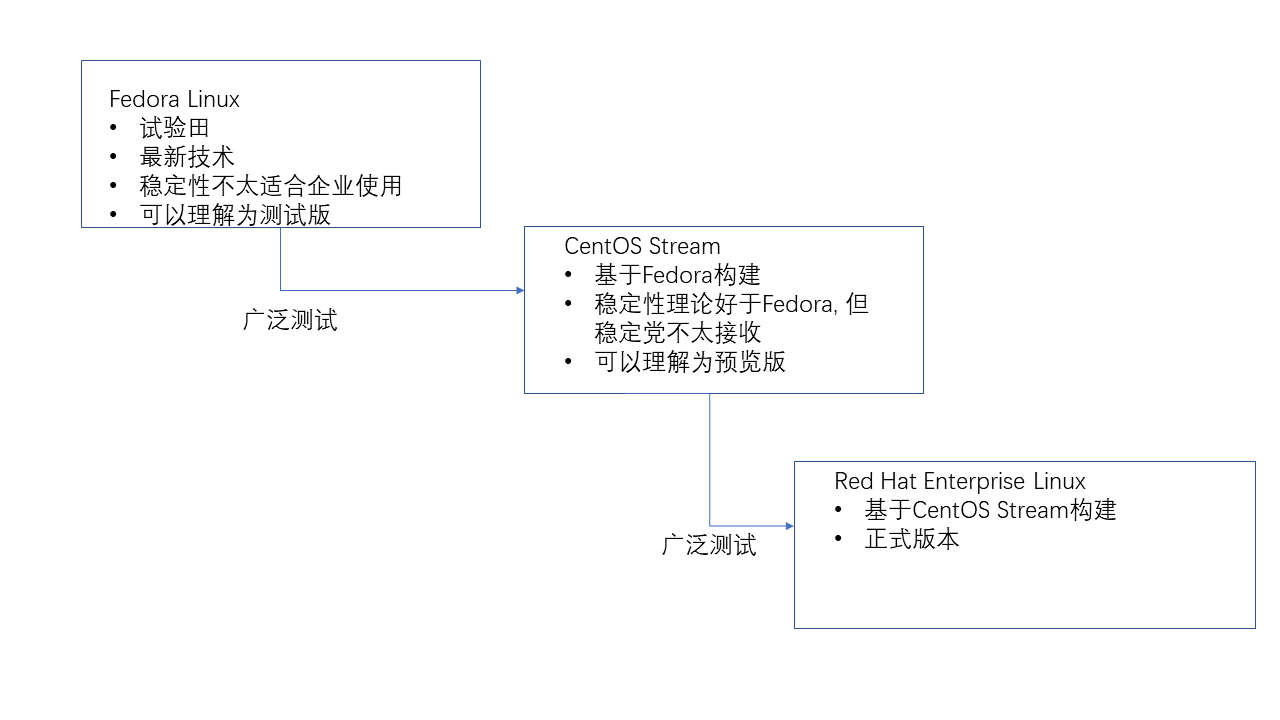 Fedora Linux
• 试验田
• 最新技术
• 稳定性不太适合企业使用
• 可以理解为测试版
广泛测试
CentOS Stream
• 基于Fedora构建
• 稳定性理论好于Fedora, 但
稳定党不太接收
• 可以理解为预览版
广泛测试
Red Hat Enterprise Linux
• 基于CentOS Stream构建
• 正式版本